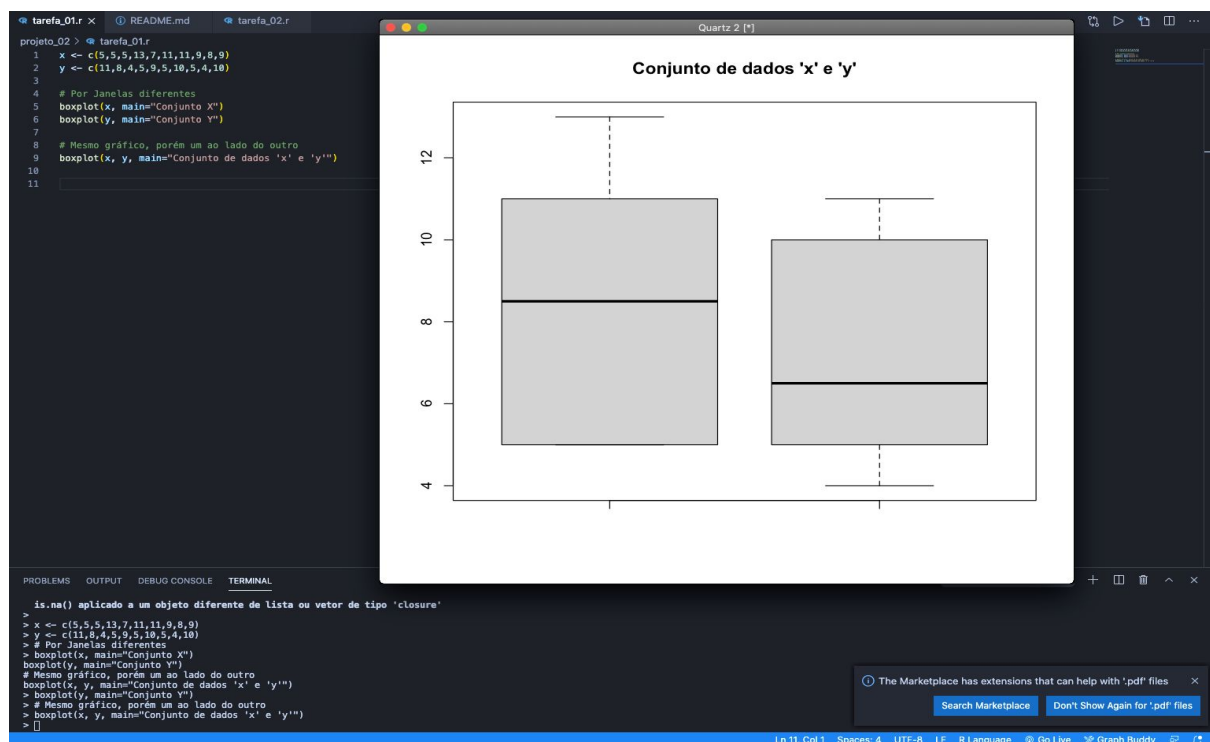 tarefa_01.r × README.md tarefa_02.r
projeto_02 > tarefa_01.r
1 x <- c(5,5,5,13,7,11,11,9,8,9)
2 y <- c(11,8,4,5,9,5,10,5,4,10)
3
4 # Por Janelas diferentes
5 boxplot(x, main="Conjunto X")
6 boxplot(y, main="Conjunto Y")
7
8 # Mesmo gráfico, porém um ao lado do outro
9 boxplot(x, y, main="Conjunto de dados 'x' e 'y'")
10
11
Quartz 2 [*]
Conjunto de dados 'x' e 'y'
12
10
8
6
4
PROBLEMS OUTPUT DEBUG CONSOLE TERMINAL
is.na() aplicado a um objeto diferente de lista ou vetor de tipo 'closure'
>
> x <- c(5,5,5,13,7,11,11,9,8,9)
> y <- c(11,8,4,5,9,5,10,5,4,10)
> # Por Janelas diferentes
> boxplot(x, main="Conjunto X")
boxplot(y, main="Conjunto Y")
# Mesmo gráfico, porém um ao lado do outro
boxplot(x, y, main="Conjunto de dados 'x' e 'y'")
> boxplot(y, main="Conjunto Y")
> # Mesmo gráfico, porém um ao lado do outro
> boxplot(x, y, main="Conjunto de dados 'x' e 'y'")
>
The Marketplace has extensions that can help with '.pdf' files ×
Search Marketplace Don't Show Again for '.pdf' files
Ln 11, Col 1 Spaces: 4 UTF-8 LF R Language Go Live Graph Buddy